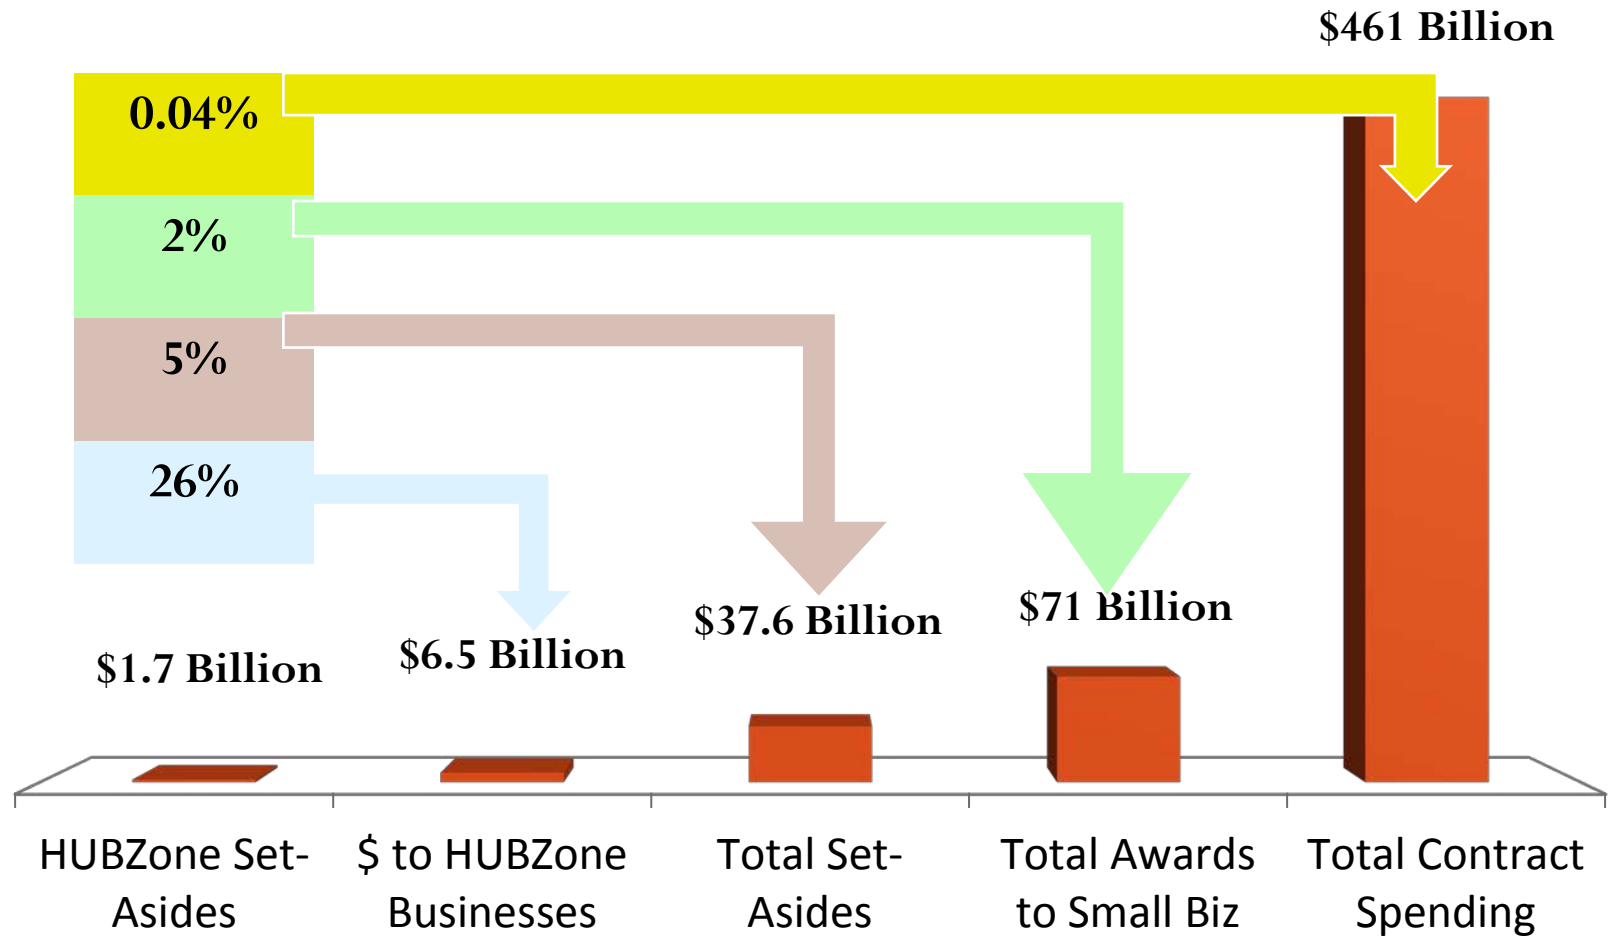 $461 Billion
0.04%
2%
5%
26%
$1.7 Billion
$6.5 Billion
$37.6 Billion
$71 Billion
HUBZone Set-
Asides
$ to HUBZone
Businesses
Total Set-
Asides
Total Awards
to Small Biz
Total Contract
Spending